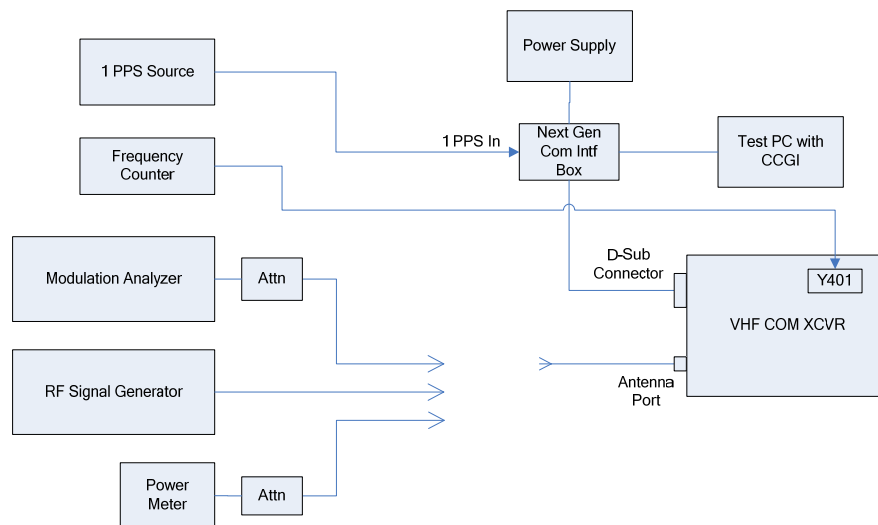 Power Supply
1 PPS Source
1 PPS In
Next Gen
Com Intf
Box
Test PC with
CCGI
Frequency
Counter
D-Sub
Connector
Y401
Modulation Analyzer
Attn
VHF COM XCVR
RF Signal Generator
Antenna
Port
Power
Meter
Attn